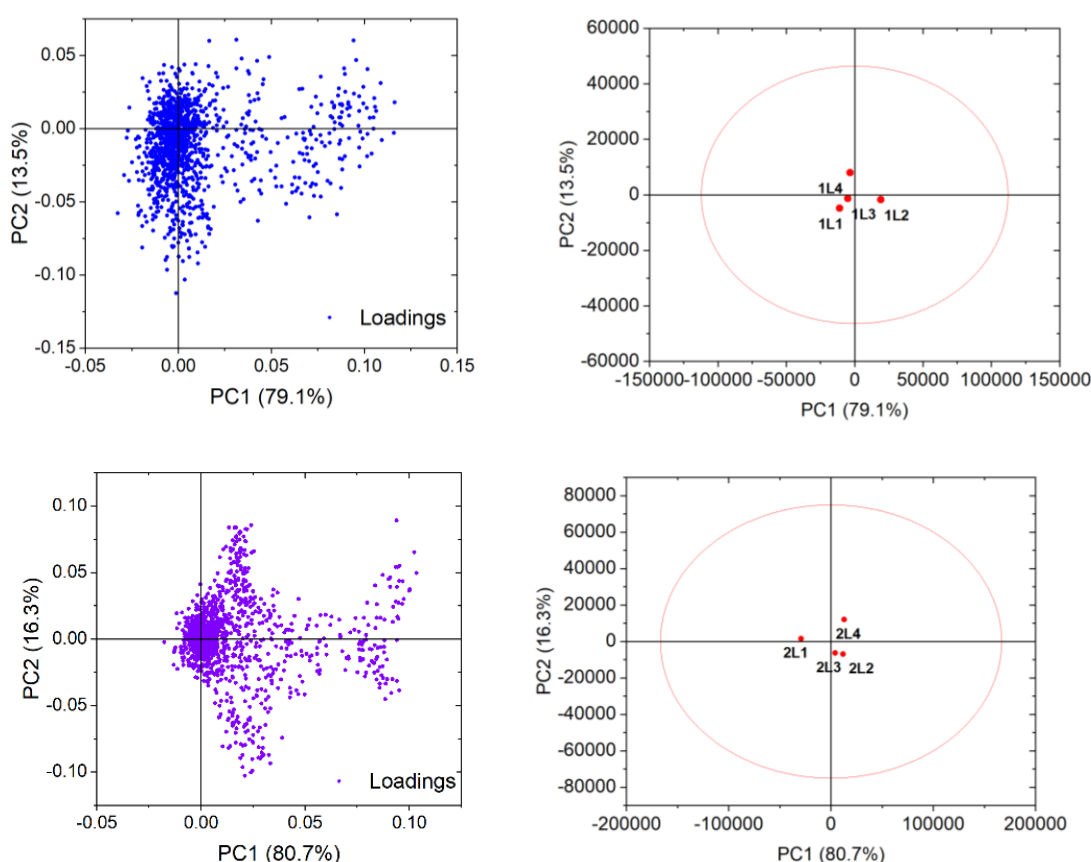 0.05
0.00
-0.05
-0.10
-0.15
PC2 (13.5%)
Loadings
-0.05
0.00
0.05
0.10
0.15
PC1 (79.1%)
60000
40000
20000
0
-20000
-40000
-60000
PC2 (13.5%)
1L4
1L3
1L2
1L1
-150000
-100000
-50000
0
50000
100000
150000
PC1 (79.1%)
0.10
0.05
0.00
-0.05
-0.10
PC2 (16.3%)
Loadings
-0.05
0.00
0.05
0.10
PC1 (80.7%)
80000
60000
40000
20000
0
-20000
-40000
-60000
-80000
PC2 (16.3%)
2L4
2L1
2L3
2L2
-200000
-100000
0
100000
200000
PC1 (80.7%)